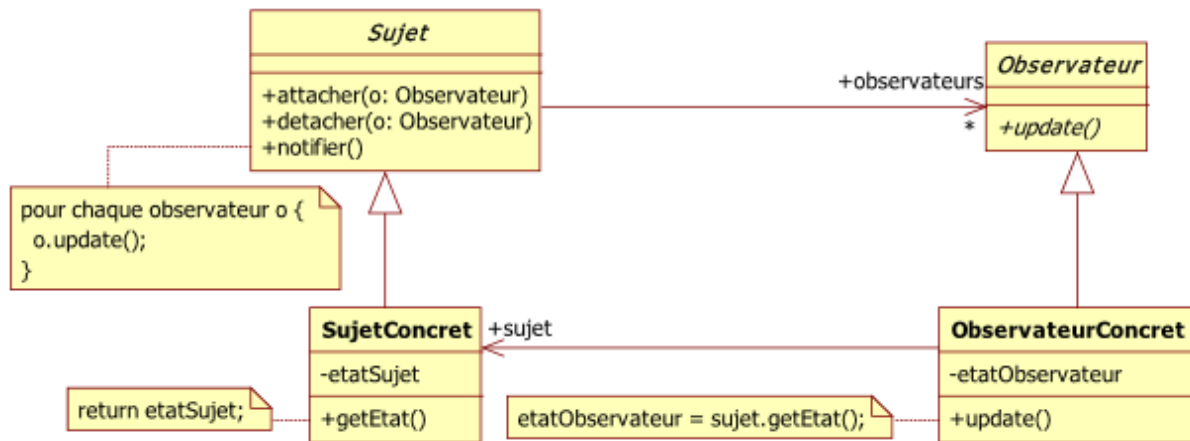 Sujet
+attacher(o: Observateur)
+detacher(o: Observateur)
+notifier()
+observateurs
*
Observateur
+update()
pour chaque observateur o {
o.update();
}
SujetConcret
-etatSujet
+getEtat()
return etatSujet;
+sujet
ObservateurConcret
-etatObservateur
+update()
etatObservateur = sujet.getEtat();